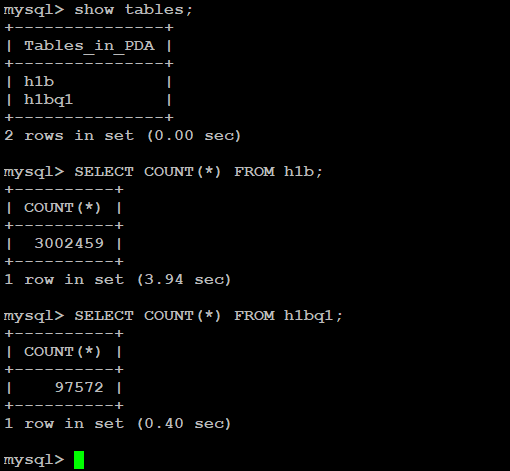 mysql> show tables;
+---------------+
| Tables_in_PDA |
+---------------+
| h1b           |
| h1bq1         |
+---------------+
2 rows in set (0.00 sec)
mysql> SELECT COUNT(*) FROM h1b;
+----------+
| COUNT(*) |
+----------+
|  3002459 |
+----------+
1 row in set (3.94 sec)
mysql> SELECT COUNT(*) FROM h1bq1;
+----------+
| COUNT(*) |
+----------+
|    97572 |
+----------+
1 row in set (0.40 sec)
mysql>